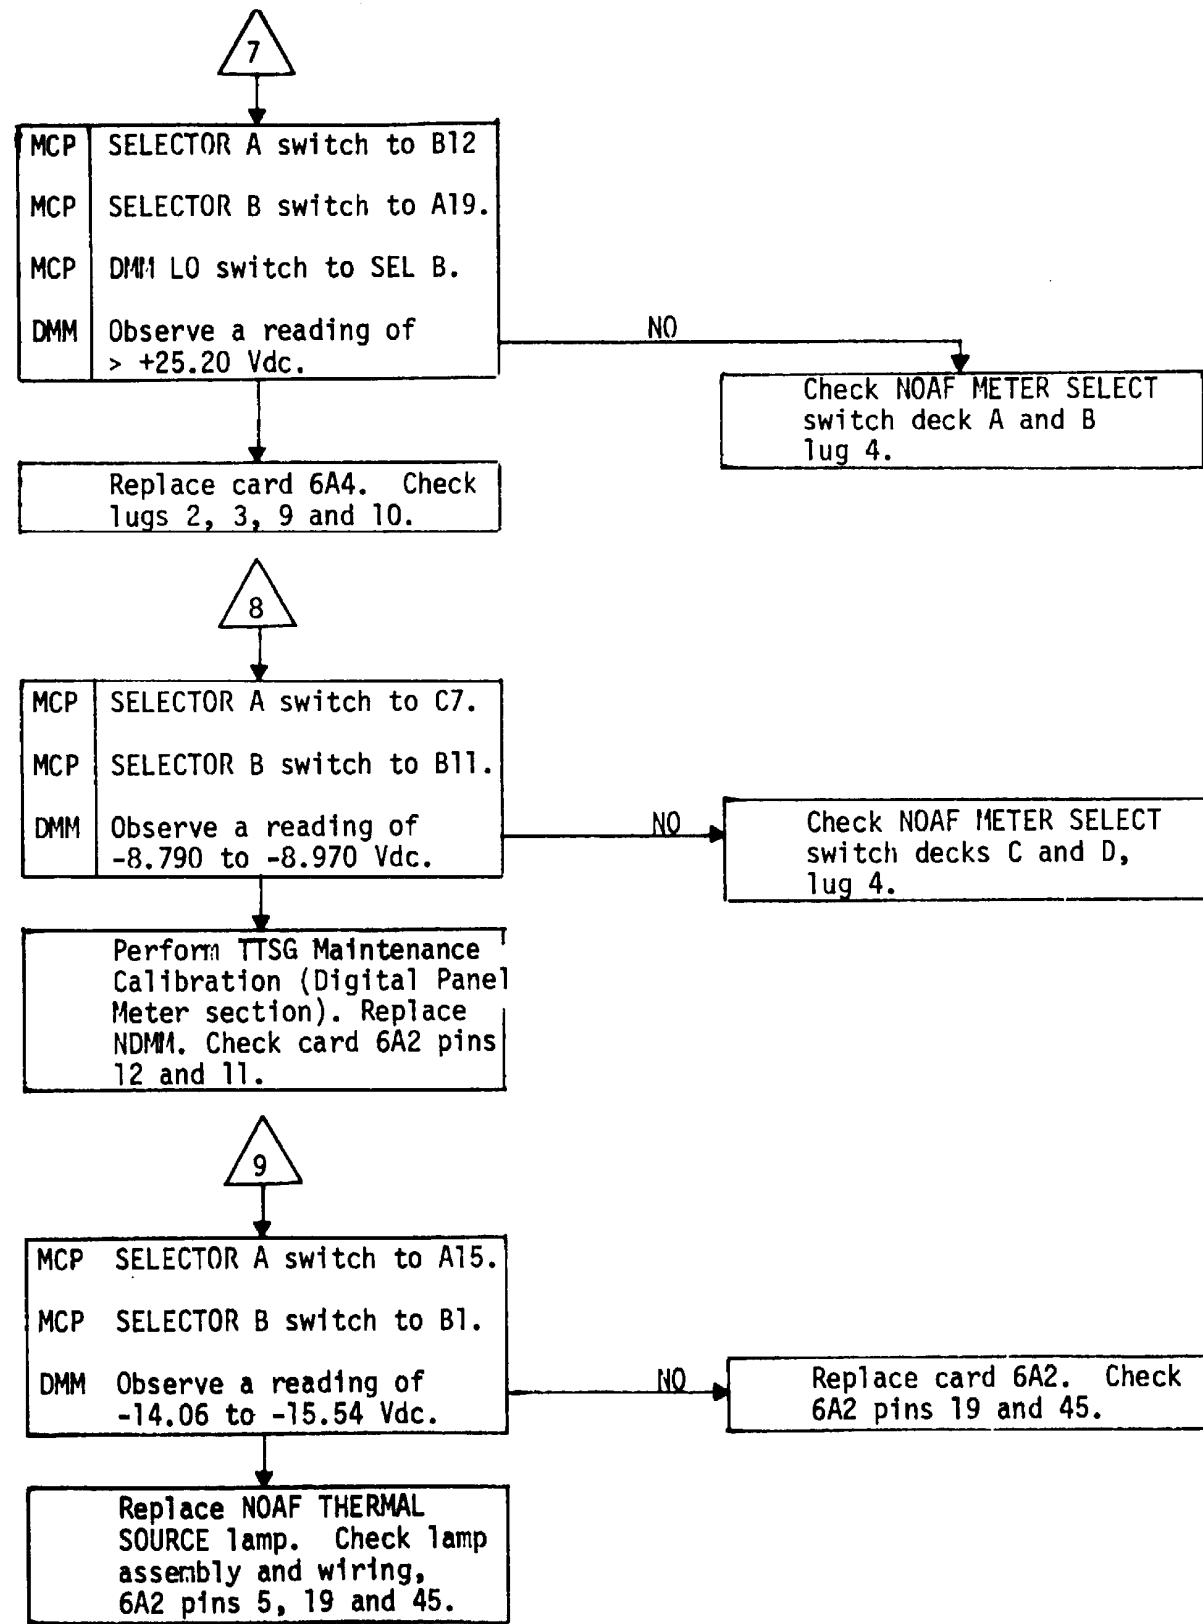 7
MCP SELECTOR A switch to B12
MCP SELECTOR B switch to A19.
MCP DMM LO switch to SEL B.
DMM Observe a reading of
> +25.20 Vdc.
NO
Check NOAF METER SELECT
switch deck A and B
lug 4.
Replace card 6A4. Check
lugs 2, 3, 9 and 10.
8
MCP SELECTOR A switch to C7.
MCP SELECTOR B switch to B11.
DMM Observe a reading of
-8.790 to -8.970 Vdc.
NO
Check NOAF METER SELECT
switch decks C and D,
lug 4.
Perform TTSG Maintenance
Calibration (Digital Panel
Meter section). Replace
NDMM. Check card 6A2 pins
12 and 11.
9
MCP SELECTOR A switch to A15.
MCP SELECTOR B switch to B1.
DMM Observe a reading of
-14.06 to -15.54 Vdc.
NO
Replace card 6A2. Check
6A2 pins 19 and 45.
Replace NOAF THERMAL
SOURCE lamp. Check lamp
assembly and wiring,
6A2 pins 5, 19 and 45.